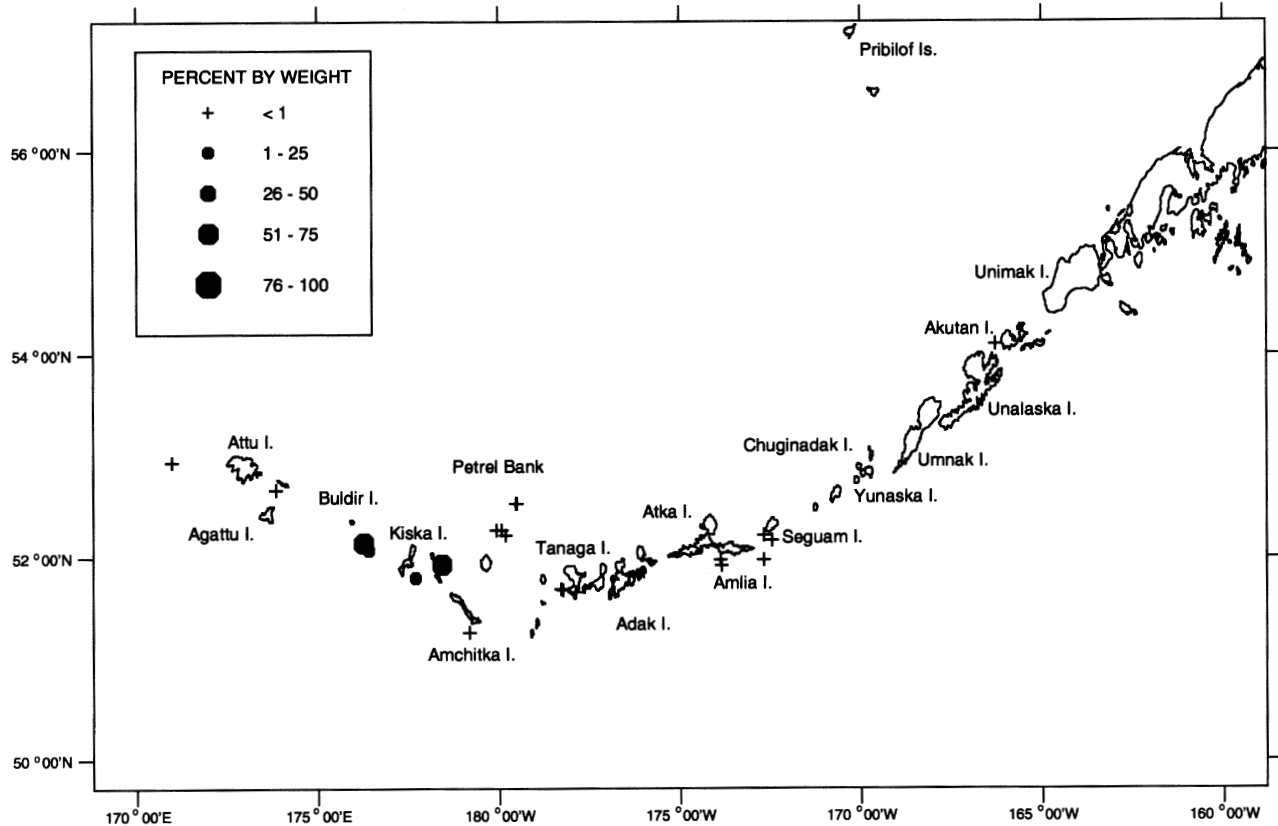 Pribilof Is.
PERCENT BY WEIGHT
+ < 1
1 - 25
26 - 50
51 - 75
76 - 100
56 °00'N
Unimak I.
Akutan I.
54 °00'N
Unalaska I.
Attu I.
Chuginadak I.
Umnak I.
Petrel Bank
Buldir I.
Yunaska I.
Agattu I.
Kiska I.
Atka I.
Seguam I.
Tanaga I.
52 °00'N
Amlia I.
Adak I.
Amchitka I.
50 °00'N
170 °00'E
175 °00'E
180 °00'W
175 °00'W
170 °00'W
165 °00'W
160 °00'W